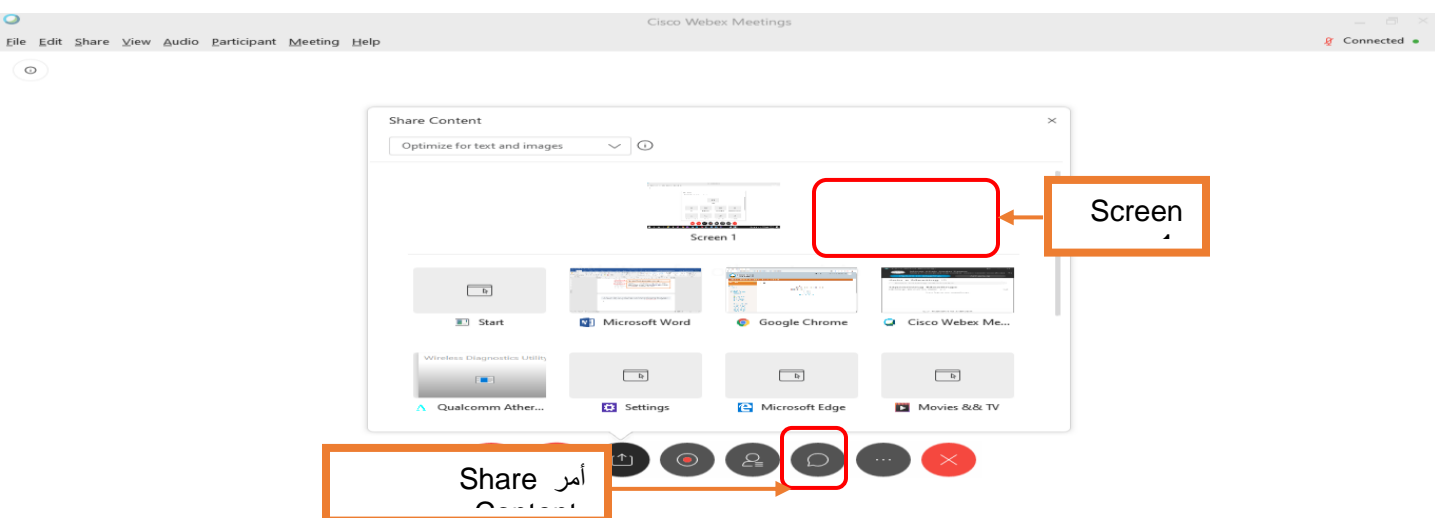 Cisco Webex Meetings
File Edit Share View Audio Participant Meeting Help
Connected
Share Content
Optimize for text and images
Screen 1
Screen
Start
Microsoft Word
Google Chrome
Cisco Webex Me...
Wireless Diagnostics Utility
Qualcomm Ather...
Settings
Microsoft Edge
Movies && TV
أمر Share